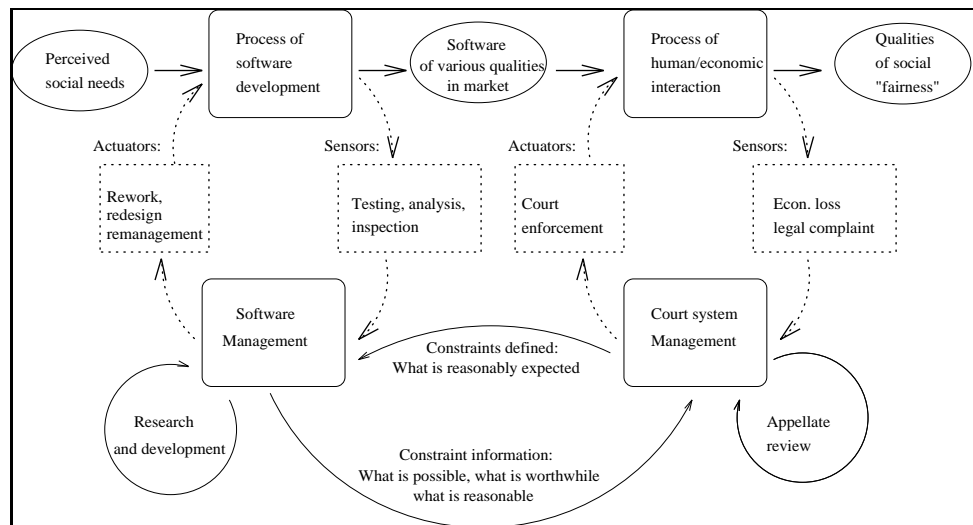 Perceived
social needs
Process of
software
development
Software
of various qualities
in market
Process of
human/economic
interaction
Qualities
of social
"fairness"
Actuators:
Sensors:
Actuators:
Sensors:
Rework,
redesign
remanagement
Testing, analysis,
inspection
Court
enforcement
Econ. loss
legal complaint
Software
Management
Court system
Management
Constraints defined:
What is reasonably expected
Research
and development
Appellate
review
Constraint information:
What is possible, what is worthwhile
what is reasonable